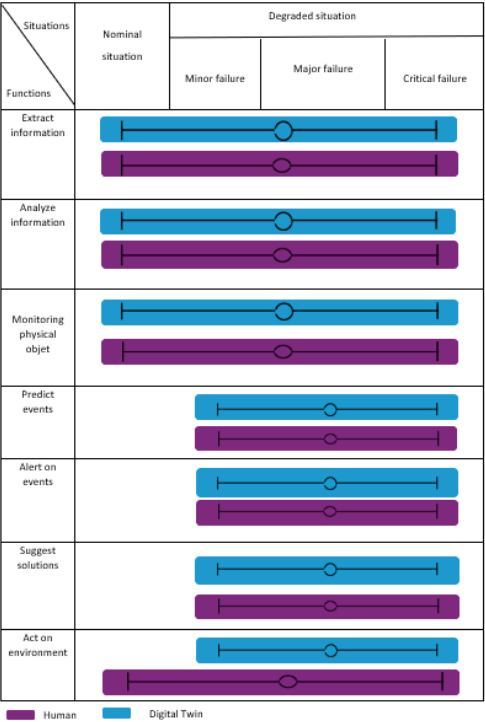 Situations
Functions
Nominal
situation
Degraded situation
Minor failure
Major failure
Critical failure
Extract
information
Analyze
information
Monitoring
physical
objet
Predict
events
Alert on
events
Suggest
solutions
Act on
environment
Human
Digital Twin